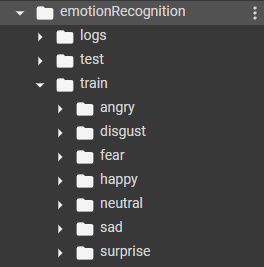 emotionRecognition
logs
test
train
angry
disgust
fear
happy
neutral
sad
surprise